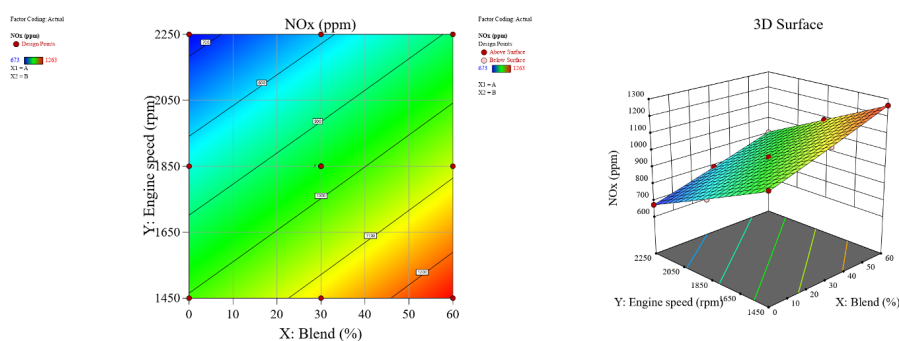 Factor Coding: Actual
NOx (ppm)
Design Points
673 1263
X1 = A
X2 = B
NOx (ppm)
Y: Engine speed (rpm)
2250
2050
1850
1650
1450
0 10 20 30 40 50 60
X: Blend (%)
Factor Coding: Actual
NOx (ppm)
Design Points
Above Surface
Below Surface
673 1263
X1 = A
X2 = B
3D Surface
NOx (ppm)
1300
1200
1100
1000
900
800
700
600
2250
2050
1850
1650
1450
Y: Engine speed (rpm)
0
10
20
30
40
50
60
X: Blend (%)